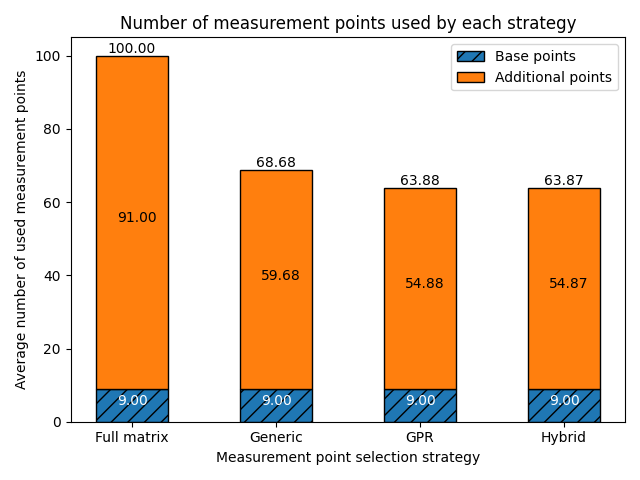 Number of measurement points used by each strategy
Base points
Additional points
Average number of used measurement points
100
80
60
40
20
0
100.00
68.68
63.88
63.87
91.00
59.68
54.88
54.87
9.00
9.00
9.00
9.00
Full matrix
Generic
GPR
Hybrid
Measurement point selection strategy